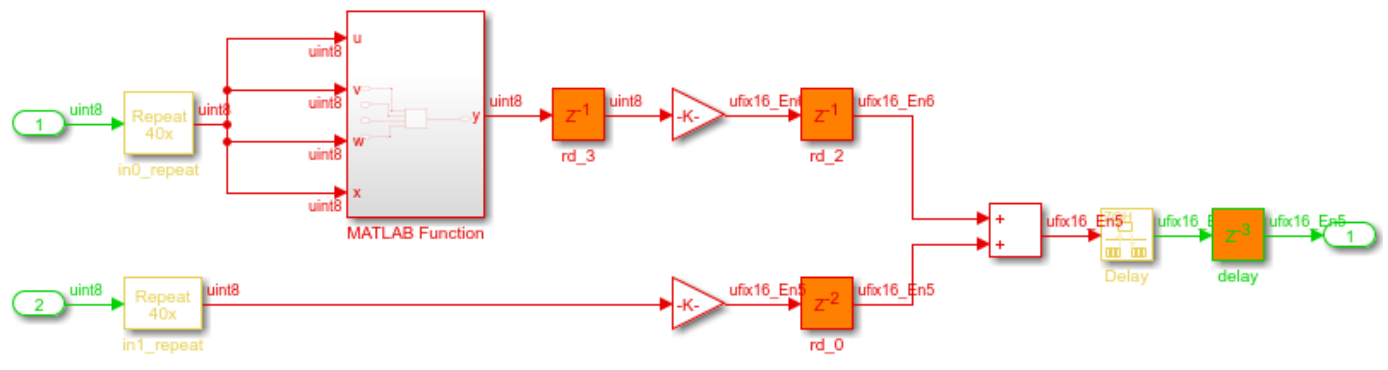 uint8
1
Repeat
40x
in0_repeat
uint8
uint8
u
uint8
v
uint8
w
uint8
x
y
MATLAB Function
uint8
Z-1
rd_3
uint8
-K-
ufix16_En6
Z-1
rd_2
ufix16_En6
uint8
2
Repeat
40x
in1_repeat
uint8
-K-
ufix16_En5
Z-2
rd_0
ufix16_En5
+
+
ufix16_En5
ZOH
Delay
Z-3
delay
ufix16_En5
1